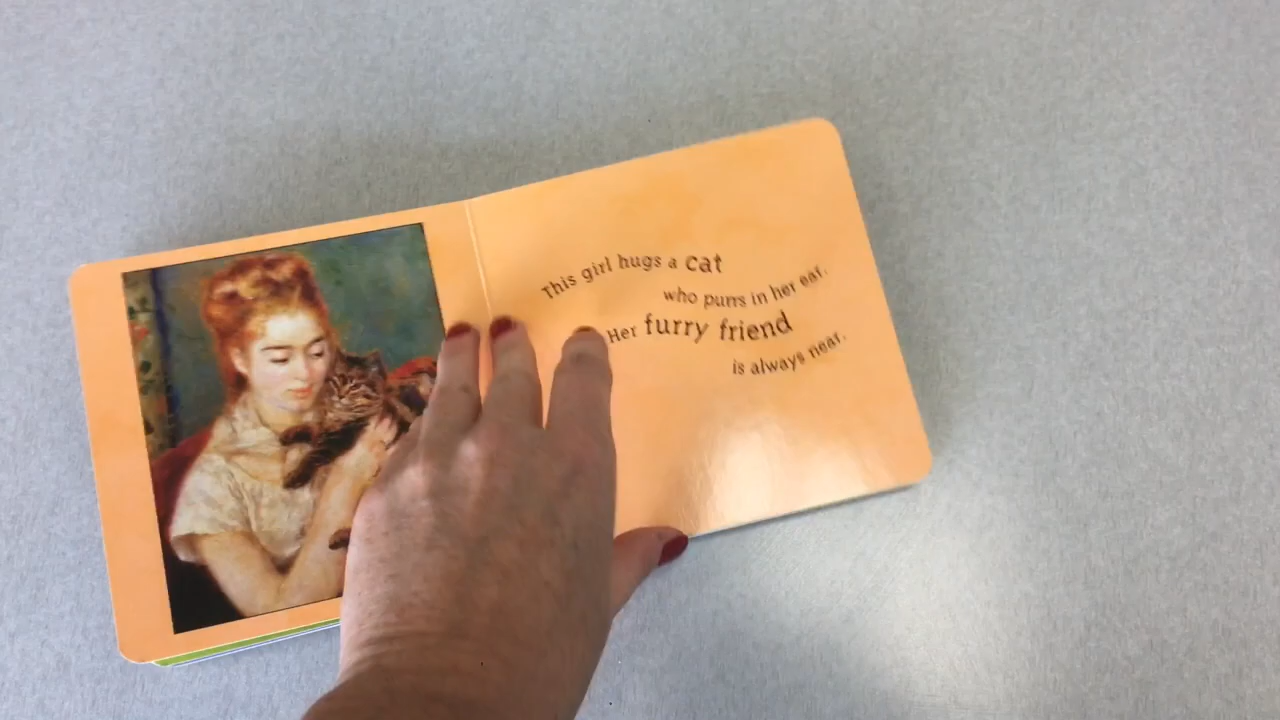 This girl hugs a cat
who purrs in her ear.
Her furry friend
is always near.